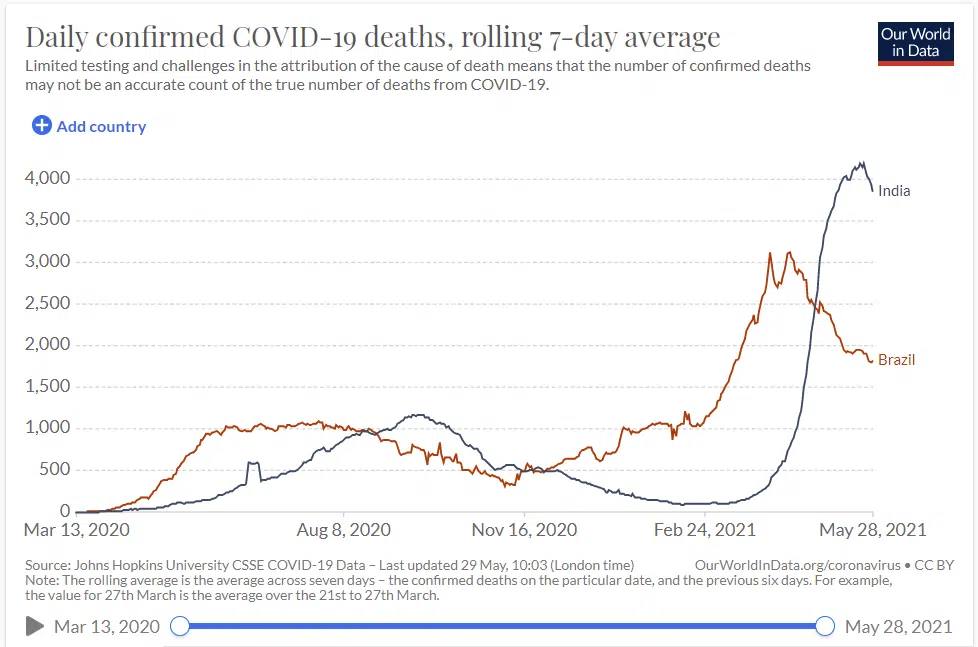 Daily confirmed COVID-19 deaths, rolling 7-day average
Our World
in Data
Limited testing and challenges in the attribution of the cause of death means that the number of confirmed deaths
may not be an accurate count of the true number of deaths from COVID-19.
Add country
4,000
3,500
3,000
2,500
2,000
1,500
1,000
500
0
India
Brazil
Mar 13, 2020
Aug 8, 2020
Nov 16, 2020
Feb 24, 2021
May 28, 2021
Source: Johns Hopkins University CSSE COVID-19 Data – Last updated 29 May, 10:03 (London time)
OurWorldInData.org/coronavirus • CC BY
Note: The rolling average is the average across seven days – the confirmed deaths on the particular date, and the previous six days. For example,
the value for 27th March is the average over the 21st to 27th March.
Mar 13, 2020
May 28, 2021